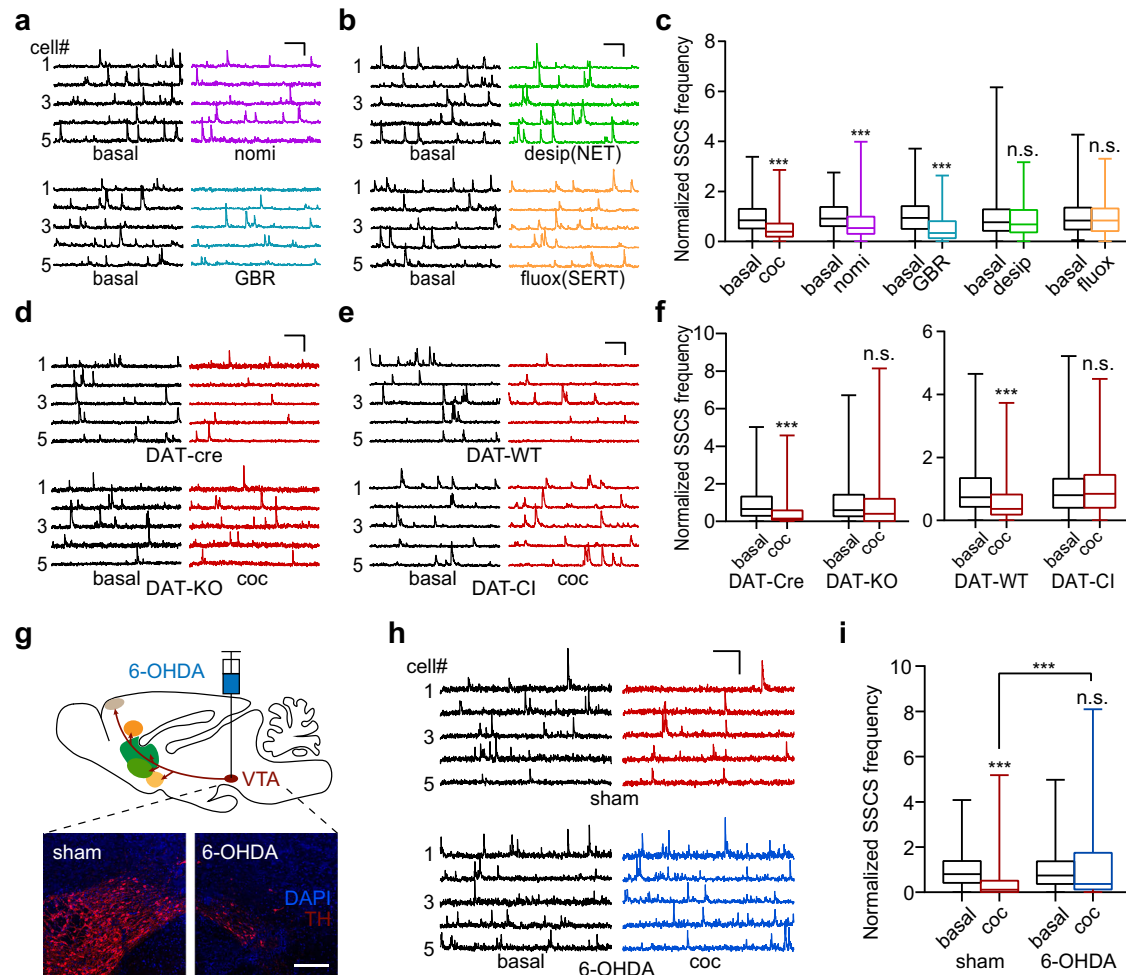 a
cell#
1
3
5
basal
nomi
1
3
5
basal
GBR
b
1
3
5
basal
desip(NET)
1
3
5
basal
fluox(SERT)
c
Normalized SSCS frequency
8
6
4
2
0
***
***
***
n.s.
n.s.
basal
coc
basal
nomi
basal
GBR
basal
desip
basal
fluox
d
1
3
5
DAT-cre
1
3
5
basal
coc
DAT-KO
e
1
3
5
DAT-WT
1
3
5
basal
coc
DAT-CI
f
Normalized SSCS frequency
10
8
6
4
2
0
***
n.s.
basal
coc
basal
coc
DAT-Cre
DAT-KO
6
4
2
0
***
n.s.
basal
coc
basal
coc
DAT-WT
DAT-CI
g
6-OHDA
VTA
sham
6-OHDA
DAPI
TH
h
cell#
1
3
5
sham
1
3
5
basal
coc
6-OHDA
i
Normalized SSCS frequency
10
8
6
4
2
0
***
n.s.
***
basal
coc
basal
coc
sham
6-OHDA